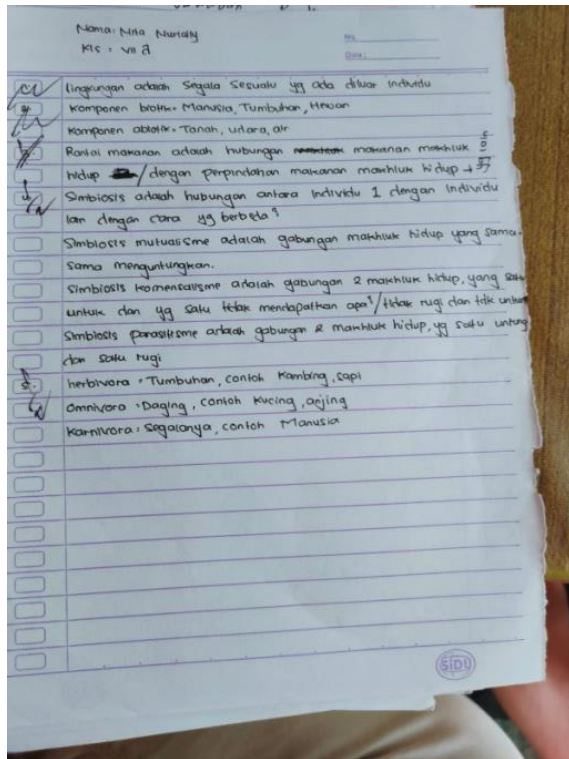 Nama: Nita Nurlaily
Kls : VII A
No.
Date:
lingkungan adalah segala sesuatu yg ada diluar individu
Komponen biotik: Manusia, Tumbuhan, Hewan
Komponen abiotik: Tanah, udara, air
Rantai makanan adalah hubungan makanan makhluk
hidup / dengan perpindahan makanan makhluk hidup →
Simbiosis adalah hubungan antara individu 1 dengan individu
lain dengan cara yg berbeda²
Simbiosis mutualisme adalah gabungan makhluk hidup yang sama-
sama menguntungkan.
Simbiosis komensalisme adalah gabungan 2 makhluk hidup, yang satu
untuk dan yg satu tidak mendapatkan apa²/tidak rugi dan tdk untung
Simbiosis parasitisme adalah gabungan 2 makhluk hidup, yg satu untung
dan satu rugi
herbivora : Tumbuhan, contoh Kambing, sapi
Omnivora : Daging, contoh Kucing, anjing
Karnivora : Segalanya, contoh Manusia
SIDU